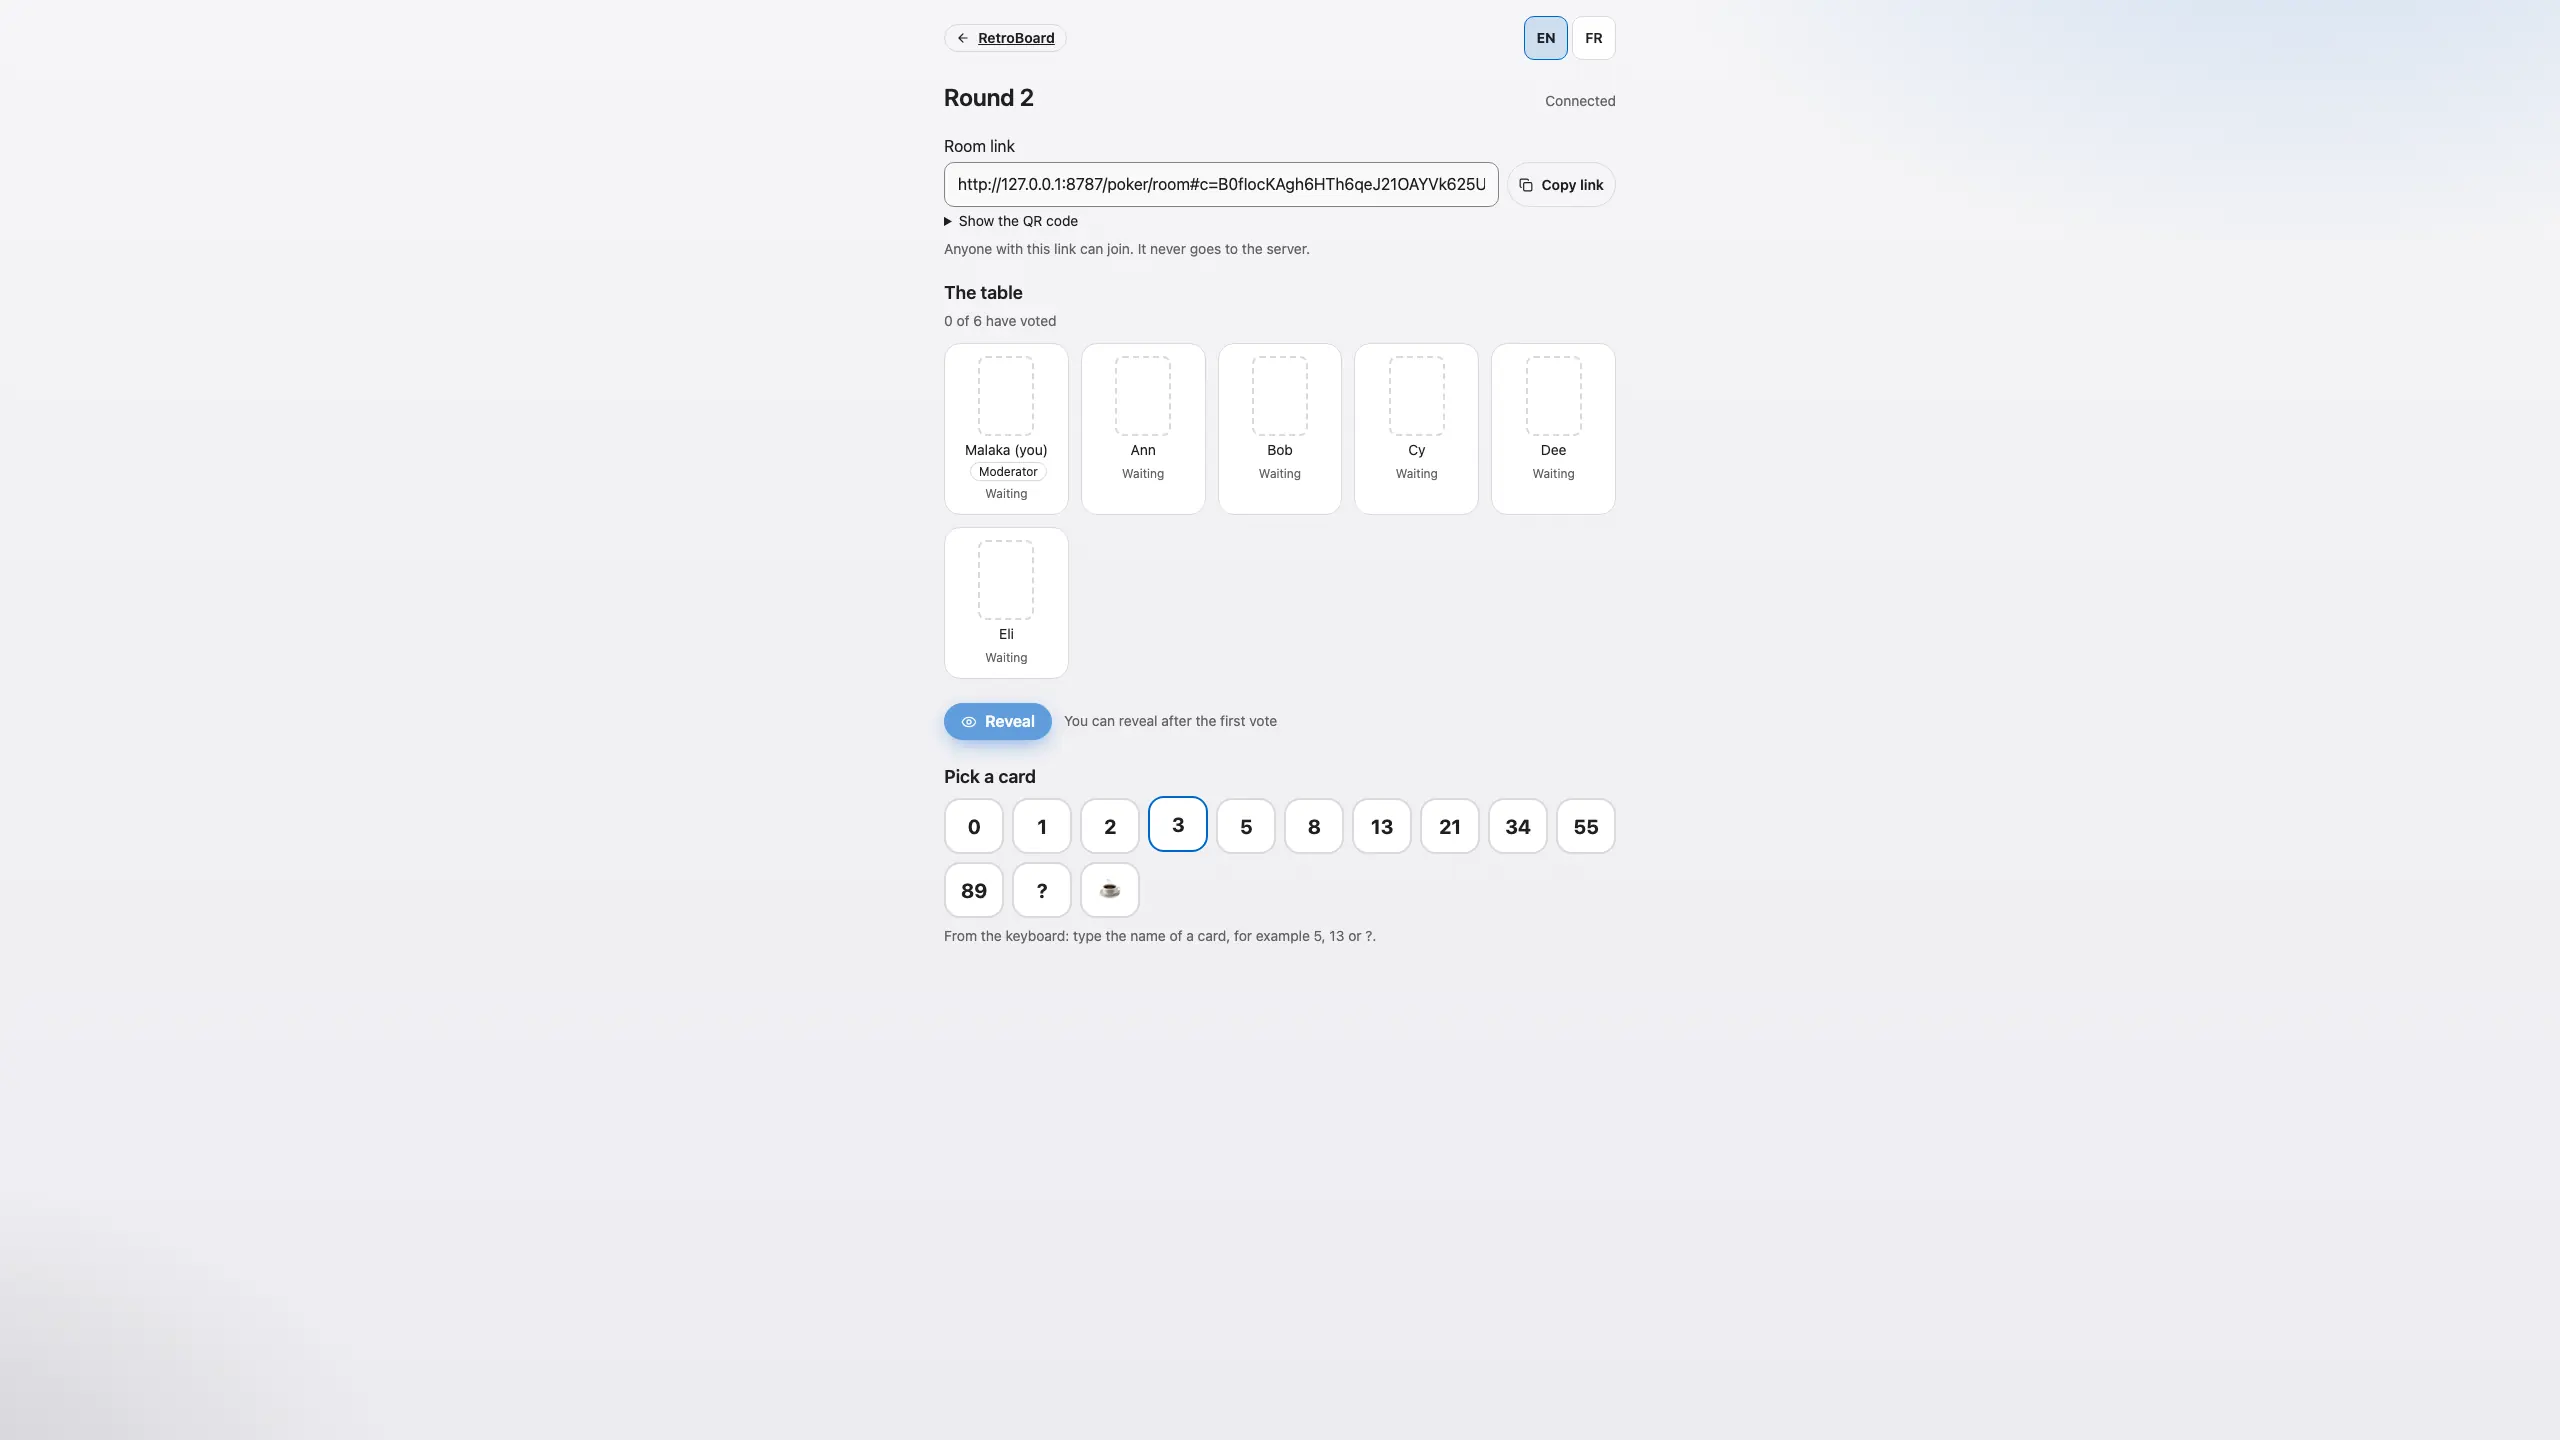 RetroBoard
EN
FR
Round 2
Connected
Room link
http://127.0.0.1:8787/poker/room#c=B0flocKAgh6HTh6qeJ21OAYVk625U
Copy link
Show the QR code
Anyone with this link can join. It never goes to the server.
The table
0 of 6 have voted
Malaka (you)
Moderator
Waiting
Ann
Waiting
Bob
Waiting
Cy
Waiting
Dee
Waiting
Eli
Waiting
Reveal
You can reveal after the first vote
Pick a card
0 1 2 3 5 8 13 21 34 55
89 ?
From the keyboard: type the name of a card, for example 5, 13 or ?.